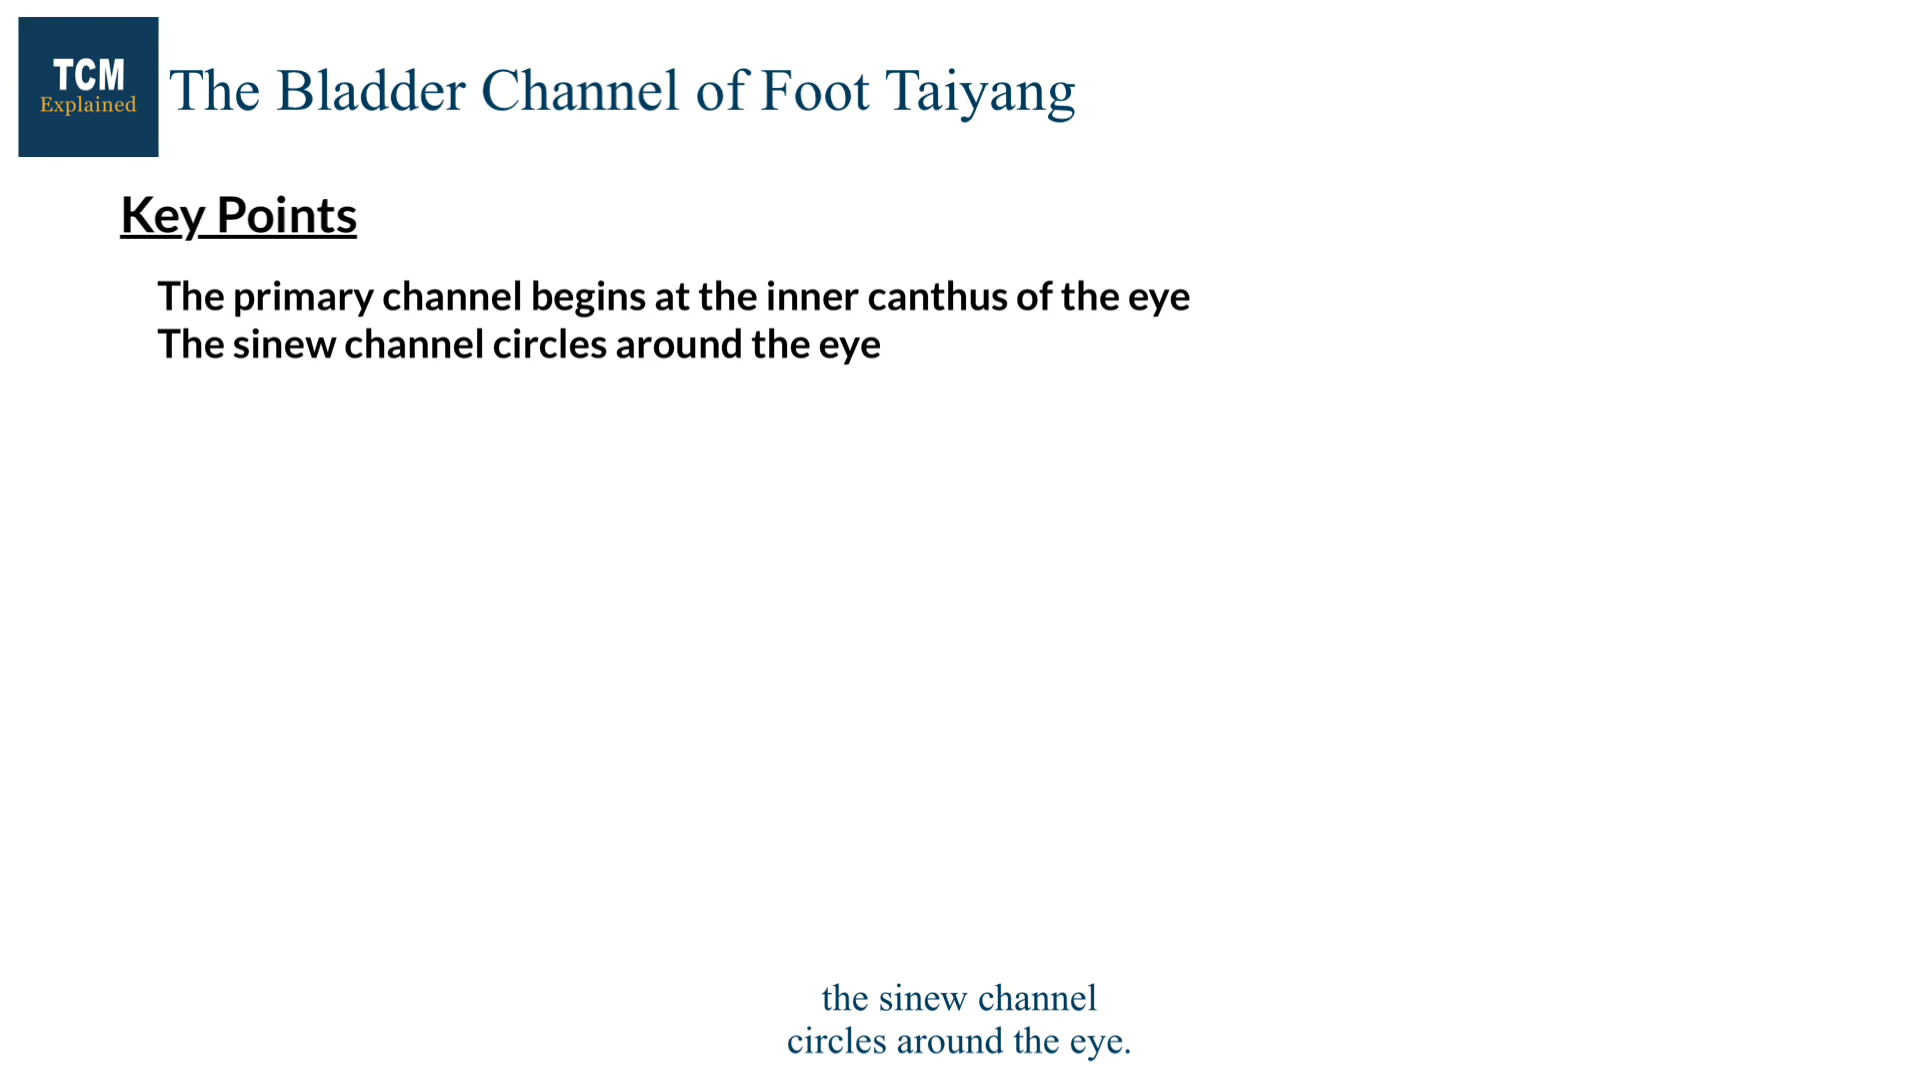 TCM
Explained
The Bladder Channel of Foot Taiyang
Key Points
The primary channel begins at the inner canthus of the eye
The sinew channel circles around the eye
the sinew channel
circles around the eye.